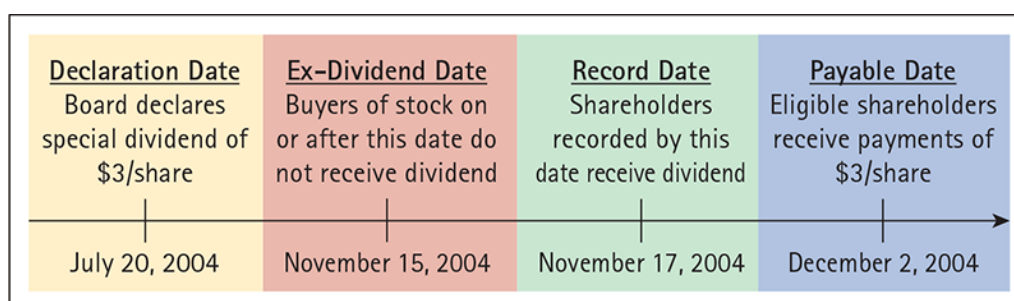 Declaration Date
Board declares
special dividend of
$3/share
Ex-Dividend Date
Buyers of stock on
or after this date do
not receive dividend
Record Date
Shareholders
recorded by this
date receive dividend
Payable Date
Eligible shareholders
receive payments of
$3/share
July 20, 2004
November 15, 2004
November 17, 2004
December 2, 2004